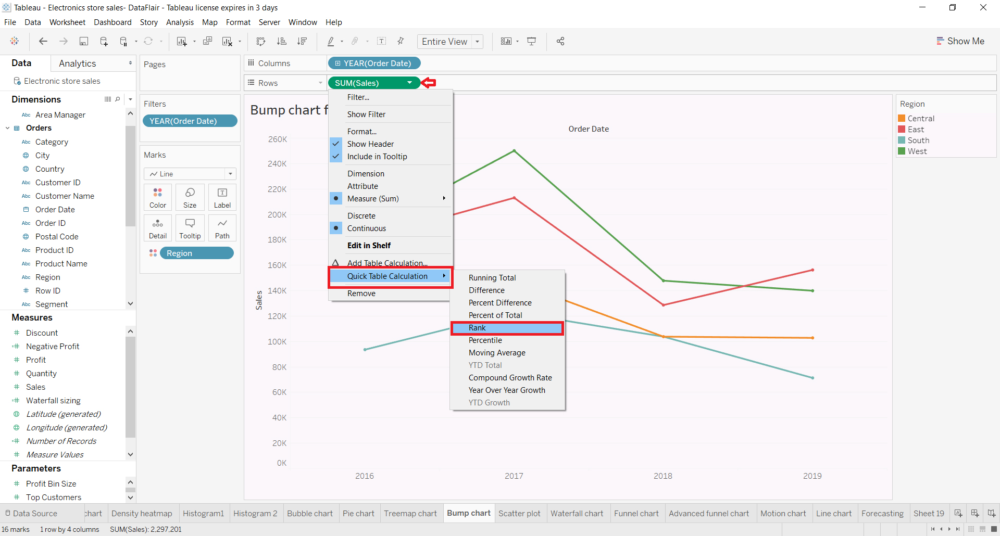 Tableau - Electronics store sales- DataFlair - Tableau license expires in 3 days
File Data Worksheet Dashboard Story Analysis Map Format Server Window Help
Entire View
Show Me
Data Analytics
Electronic store sales
Dimensions
Abc Area Manager
Orders
Abc Category
City
Country
Abc Customer ID
Abc Customer Name
Order Date
Abc Order ID
Postal Code
Abc Product ID
Abc Product Name
Abc Region
# Row ID
Abc Segment
Measures
# Discount
=# Negative Profit
# Profit
# Quantity
# Sales
=# Waterfall sizing
Latitude (generated)
Longitude (generated)
=# Number of Records
# Measure Values
Parameters
# Profit Bin Size
# Top Customers
Pages
Filters
YEAR(Order Date)
Marks
Line
Color Size Label
Detail Tooltip Path
Region
Columns YEAR(Order Date)
Rows SUM(Sales)
Bump chart f
Order Date
Filter...
Show Filter
Format...
Show Header
Include in Tooltip
Dimension
Attribute
Measure (Sum)
Discrete
Continuous
Edit in Shelf
Add Table Calculation...
Quick Table Calculation
Remove
Running Total
Difference
Percent Difference
Percent of Total
Rank
Percentile
Moving Average
YTD Total
Compound Growth Rate
Year Over Year Growth
YTD Growth
Sales
260K
240K
220K
200K
180K
160K
140K
120K
100K
80K
60K
40K
20K
0K
2016 2017 2018 2019
Region
Central
East
South
West
Data Source chart Density heatmap Histogram1 Histogram 2 Bubble chart Pie chart Treemap chart Bump chart Scatter plot Waterfall chart Funnel chart Advanced funnel chart Motion chart Line chart Forecasting Sheet 19
16 marks 1 row by 4 columns SUM(Sales): 2,297,201